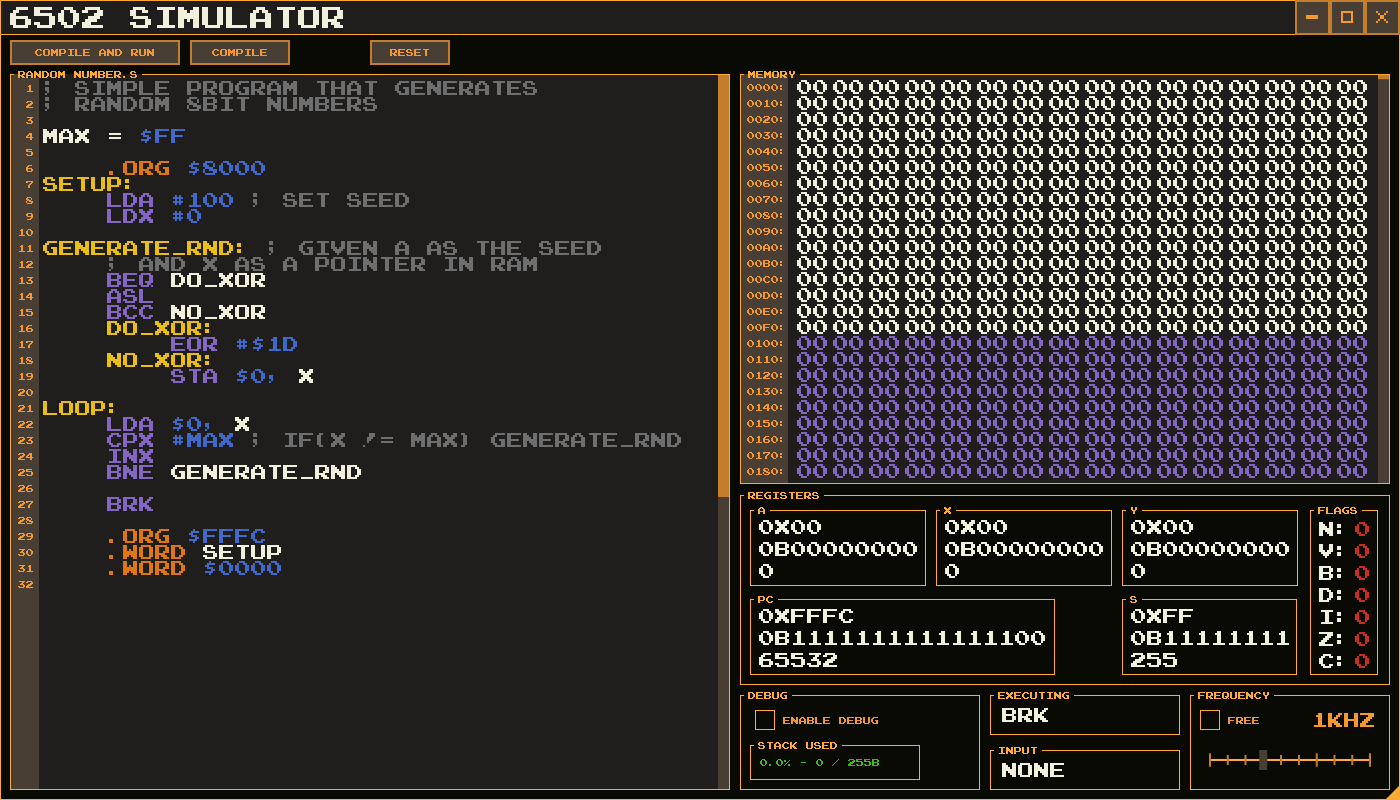 6502 SIMULATOR
COMPILE AND RUN COMPILE RESET
RANDOM NUMBER.S
1 ; SIMPLE PROGRAM THAT GENERATES
2 ; RANDOM 8BIT NUMBERS
3
4 MAX = $FF
5
6 .ORG $8000
7 SETUP:
8 LDA #100 ; SET SEED
9 LDX #0
10
11 GENERATE_RND: ; GIVEN A AS THE SEED
12 ; AND X AS A POINTER IN RAM
13 BEQ DO_XOR
14 ASL
15 BCC NO_XOR
16 DO_XOR:
17 EOR #$1D
18 NO_XOR:
19 STA $0, X
20
21 LOOP:
22 LDA $0, X
23 CPX #MAX ; IF(X != MAX) GENERATE_RND
24 INX
25 BNE GENERATE_RND
26
27 BRK
28
29 .ORG $FFFC
30 .WORD SETUP
31 .WORD $0000
32
MEMORY
0000: 00 00 00 00 00 00 00 00 00 00 00 00 00 00 00 00
0010: 00 00 00 00 00 00 00 00 00 00 00 00 00 00 00 00
0020: 00 00 00 00 00 00 00 00 00 00 00 00 00 00 00 00
0030: 00 00 00 00 00 00 00 00 00 00 00 00 00 00 00 00
0040: 00 00 00 00 00 00 00 00 00 00 00 00 00 00 00 00
0050: 00 00 00 00 00 00 00 00 00 00 00 00 00 00 00 00
0060: 00 00 00 00 00 00 00 00 00 00 00 00 00 00 00 00
0070: 00 00 00 00 00 00 00 00 00 00 00 00 00 00 00 00
0080: 00 00 00 00 00 00 00 00 00 00 00 00 00 00 00 00
0090: 00 00 00 00 00 00 00 00 00 00 00 00 00 00 00 00
00A0: 00 00 00 00 00 00 00 00 00 00 00 00 00 00 00 00
00B0: 00 00 00 00 00 00 00 00 00 00 00 00 00 00 00 00
00C0: 00 00 00 00 00 00 00 00 00 00 00 00 00 00 00 00
00D0: 00 00 00 00 00 00 00 00 00 00 00 00 00 00 00 00
00E0: 00 00 00 00 00 00 00 00 00 00 00 00 00 00 00 00
00F0: 00 00 00 00 00 00 00 00 00 00 00 00 00 00 00 00
0100: 00 00 00 00 00 00 00 00 00 00 00 00 00 00 00 00
0110: 00 00 00 00 00 00 00 00 00 00 00 00 00 00 00 00
0120: 00 00 00 00 00 00 00 00 00 00 00 00 00 00 00 00
0130: 00 00 00 00 00 00 00 00 00 00 00 00 00 00 00 00
0140: 00 00 00 00 00 00 00 00 00 00 00 00 00 00 00 00
0150: 00 00 00 00 00 00 00 00 00 00 00 00 00 00 00 00
0160: 00 00 00 00 00 00 00 00 00 00 00 00 00 00 00 00
0170: 00 00 00 00 00 00 00 00 00 00 00 00 00 00 00 00
0180: 00 00 00 00 00 00 00 00 00 00 00 00 00 00 00 00
REGISTERS
A
0X00
0B00000000
0
X
0X00
0B00000000
0
Y
0X00
0B00000000
0
PC
0XFFFC
0B1111111111111100
65532
S
0XFF
0B11111111
255
FLAGS
N: 0
V: 0
B: 0
D: 0
I: 0
Z: 0
C: 0
DEBUG
ENABLE DEBUG
STACK USED
0.0% - 0 / 255B
EXECUTING
BRK
INPUT
NONE
FREQUENCY
FREE 1KHZ